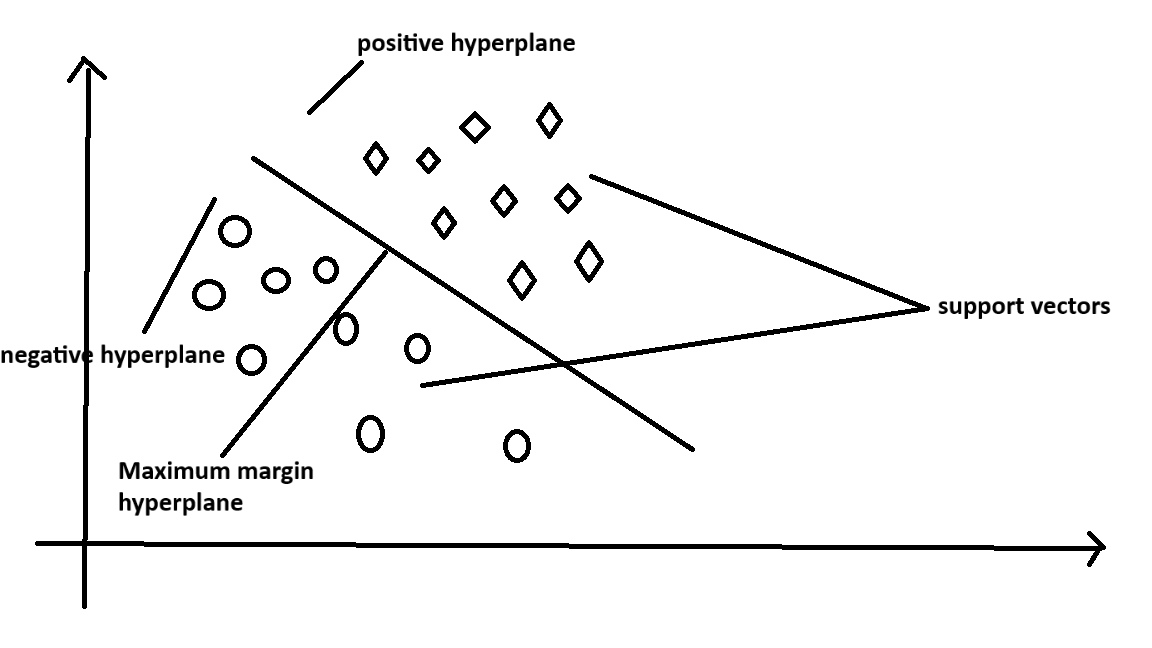 positive hyperplane
support vectors
negative hyperplane
Maximum margin
hyperplane